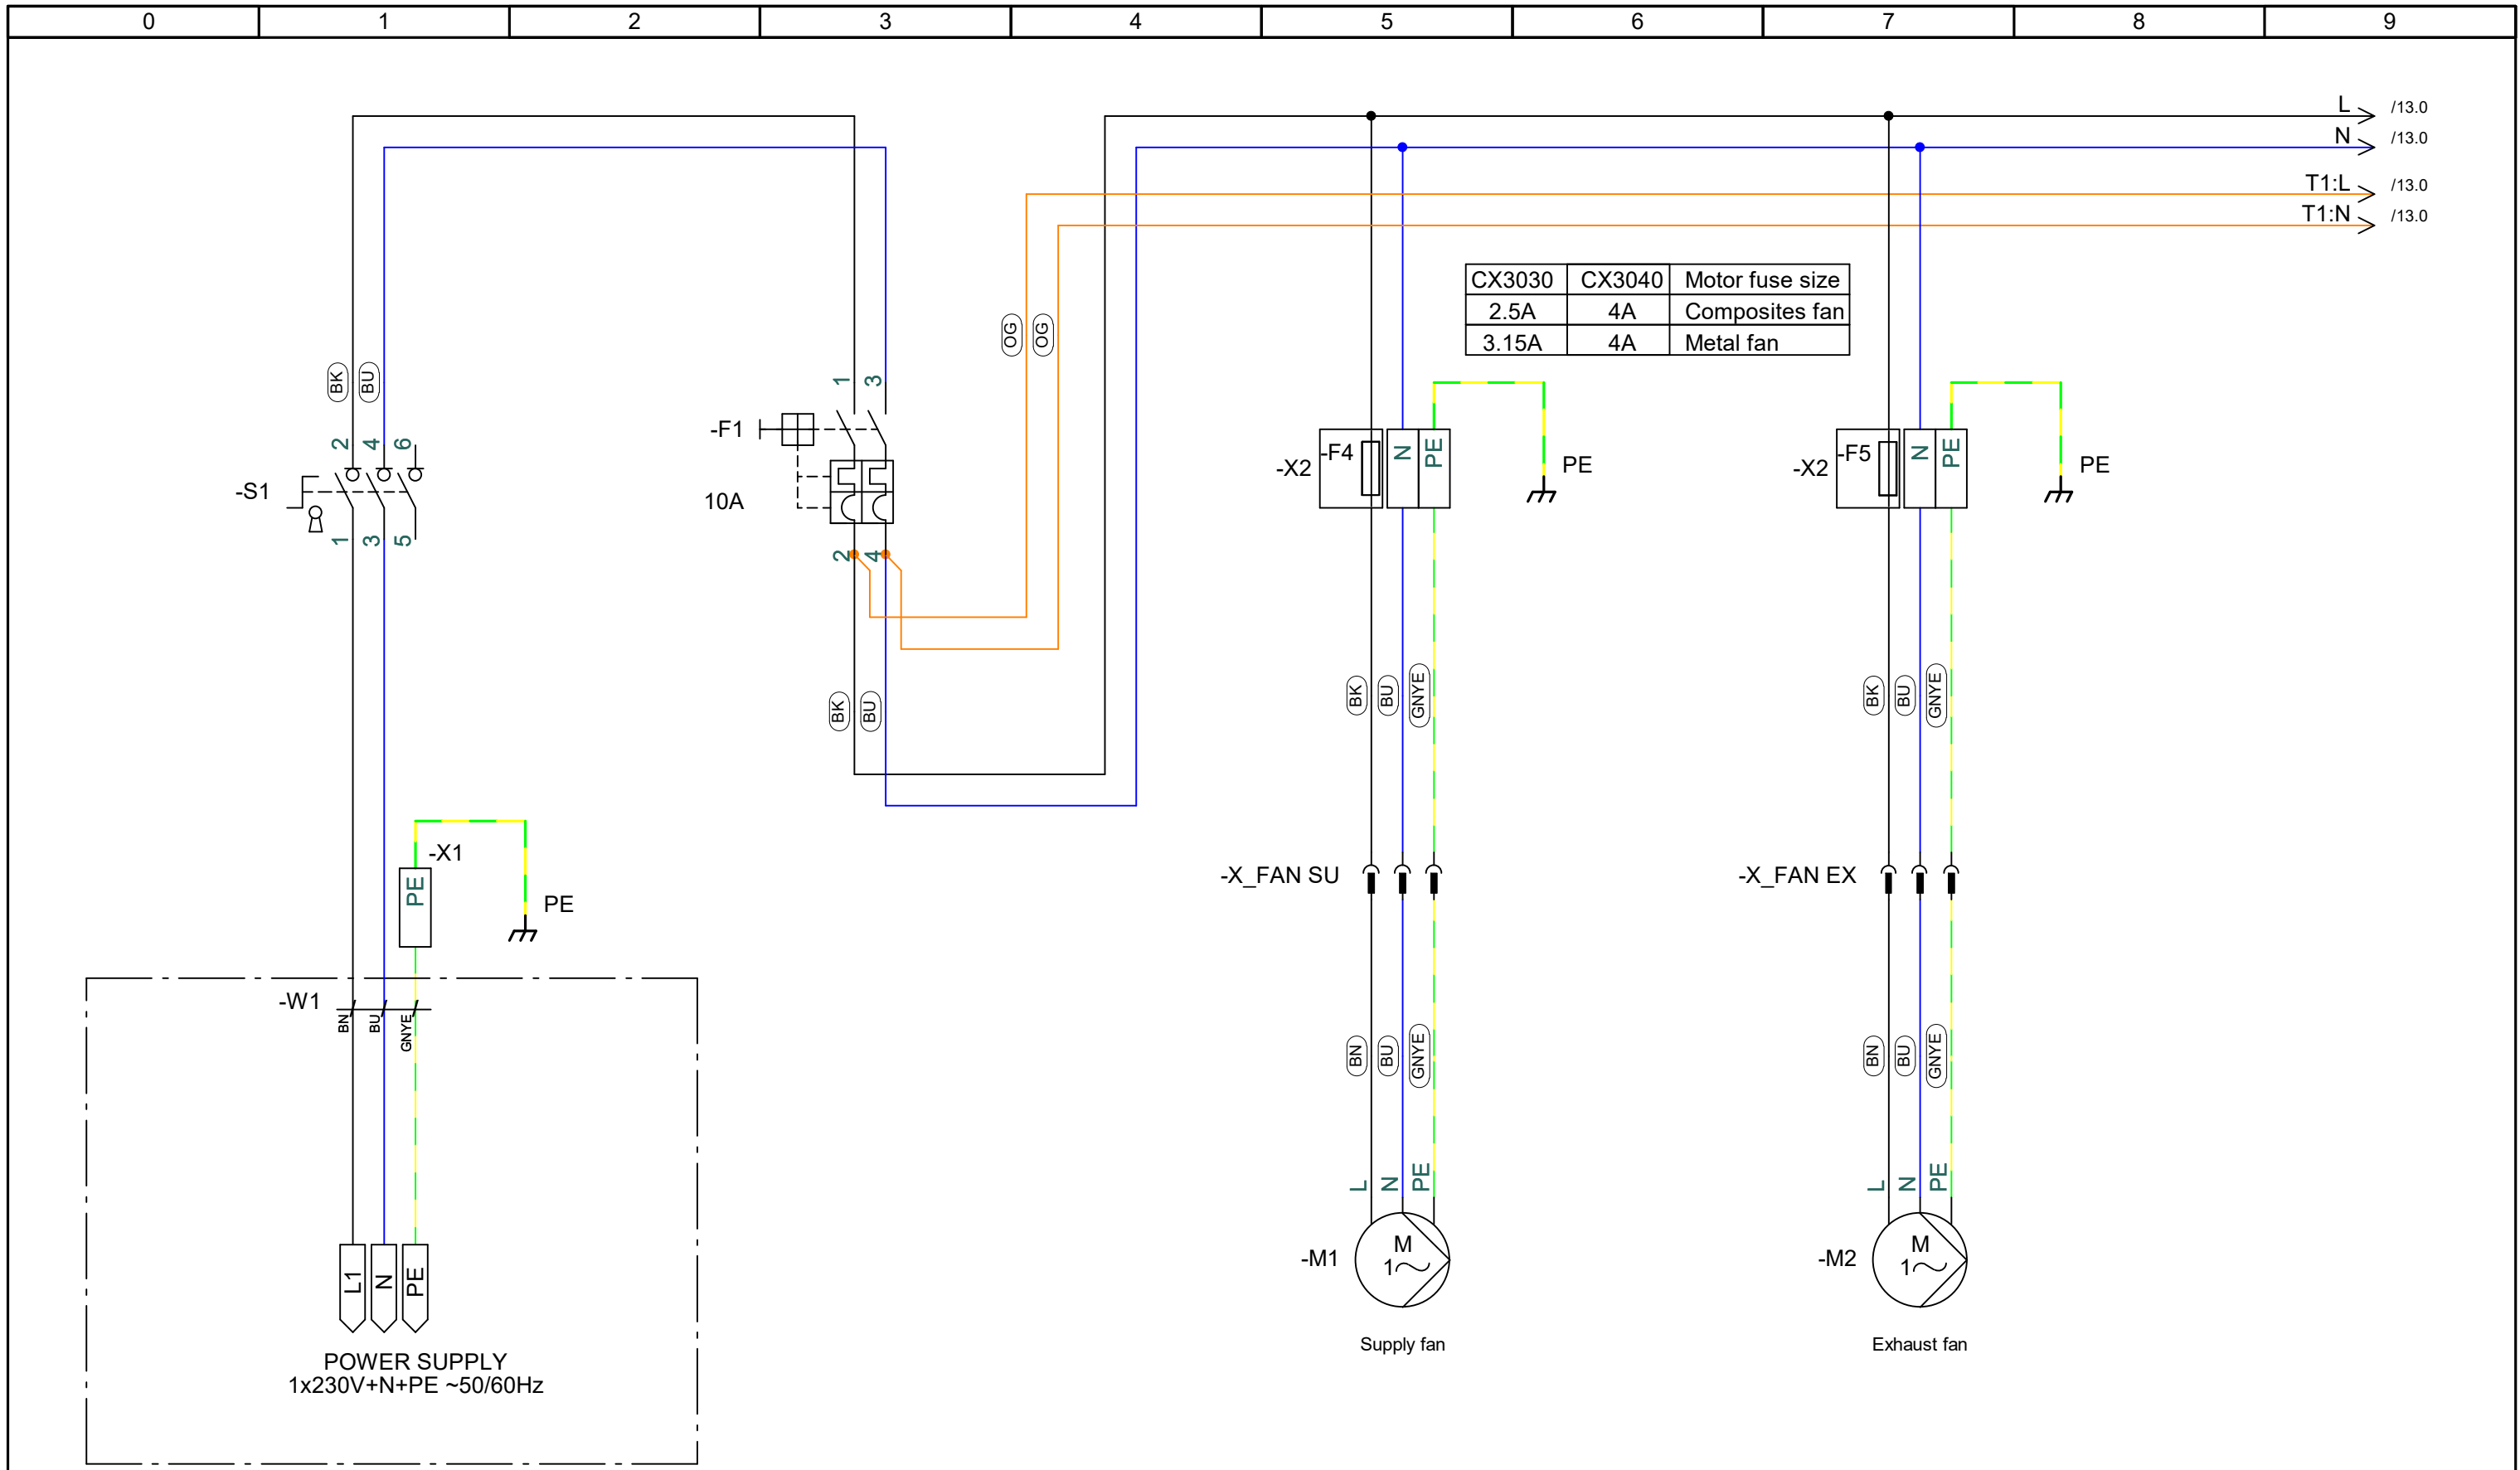 0 1 2 3 4 5 6 7 8 9
L /13.0
N /13.0
T1:L /13.0
T1:N /13.0
CX3030 CX3040 Motor fuse size
2.5A 4A Composites fan
3.15A 4A Metal fan
OG OG
BK BU
1 3
-F1
10A
2 4
2 4 6
-S1
1 3 5
-X2 -F4 N PE
PE
-X2 -F5 N PE
PE
BK BU
BK BU GNYE
BK BU GNYE
-X1
PE
PE
-X_FAN SU
-X_FAN EX
-W1
BN BU GNYE
BN BU GNYE
BN BU GNYE
L N PE
L N PE
-M1
M
1
-M2
M
1
L1 N PE
Supply fan
Exhaust fan
POWER SUPPLY
1x230V+N+PE ~50/60Hz